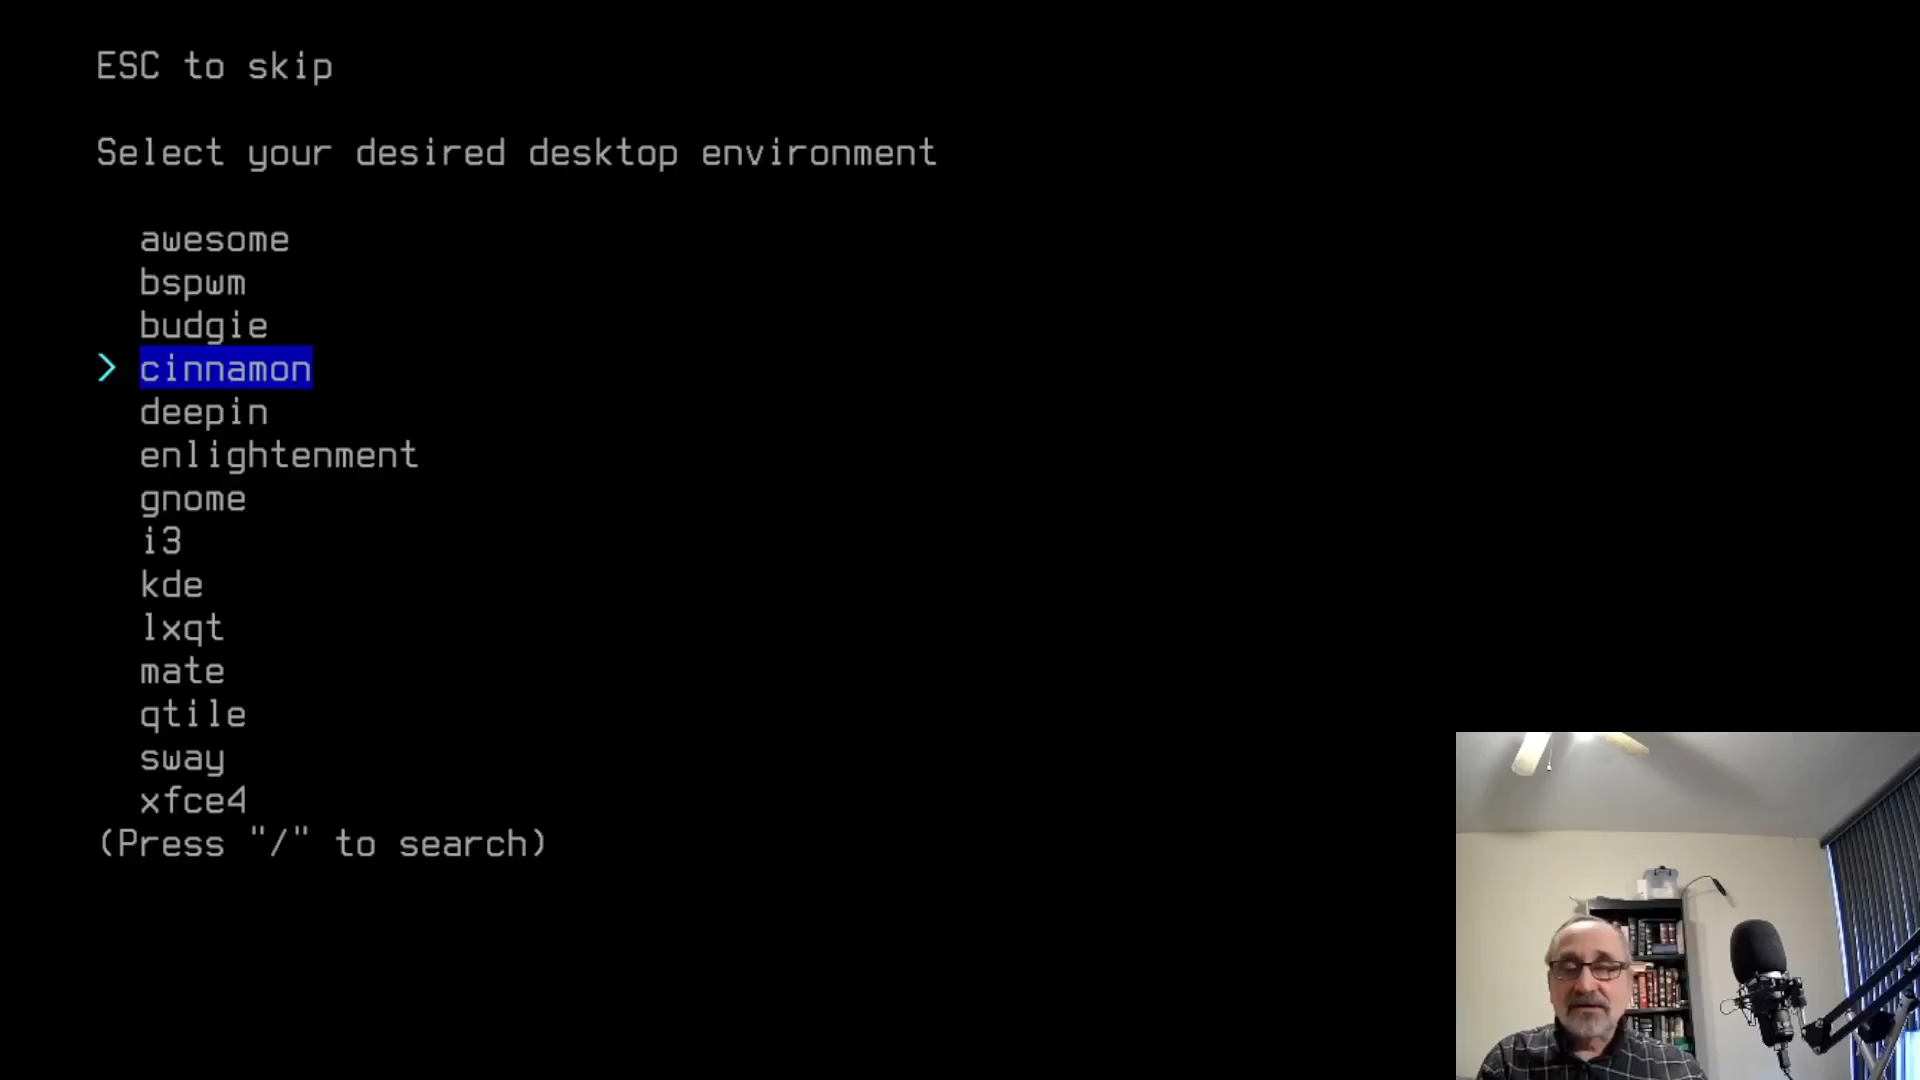 ESC to skip
Select your desired desktop environment
awesome
bspwm
budgie
> cinnamon
deepin
enlightenment
gnome
i3
kde
lxqt
mate
qtile
sway
xfce4
(Press "/" to search)